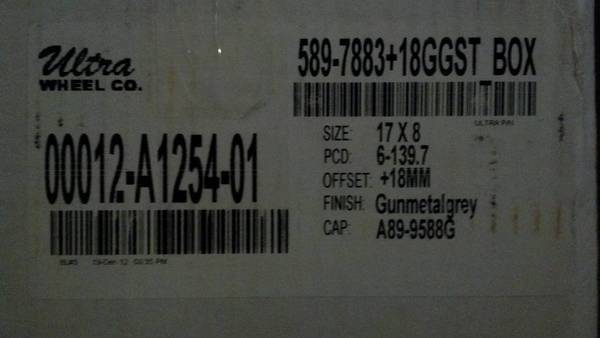 Ultra
WHEEL CO.
589-7883+18GGST BOX
ULTRA P/N
00012-A1254-01
SIZE: 17 X 8
PCD: 6-139.7
OFFSET: +18MM
FINISH: Gunmetalgrey
CAP: A89-9588G